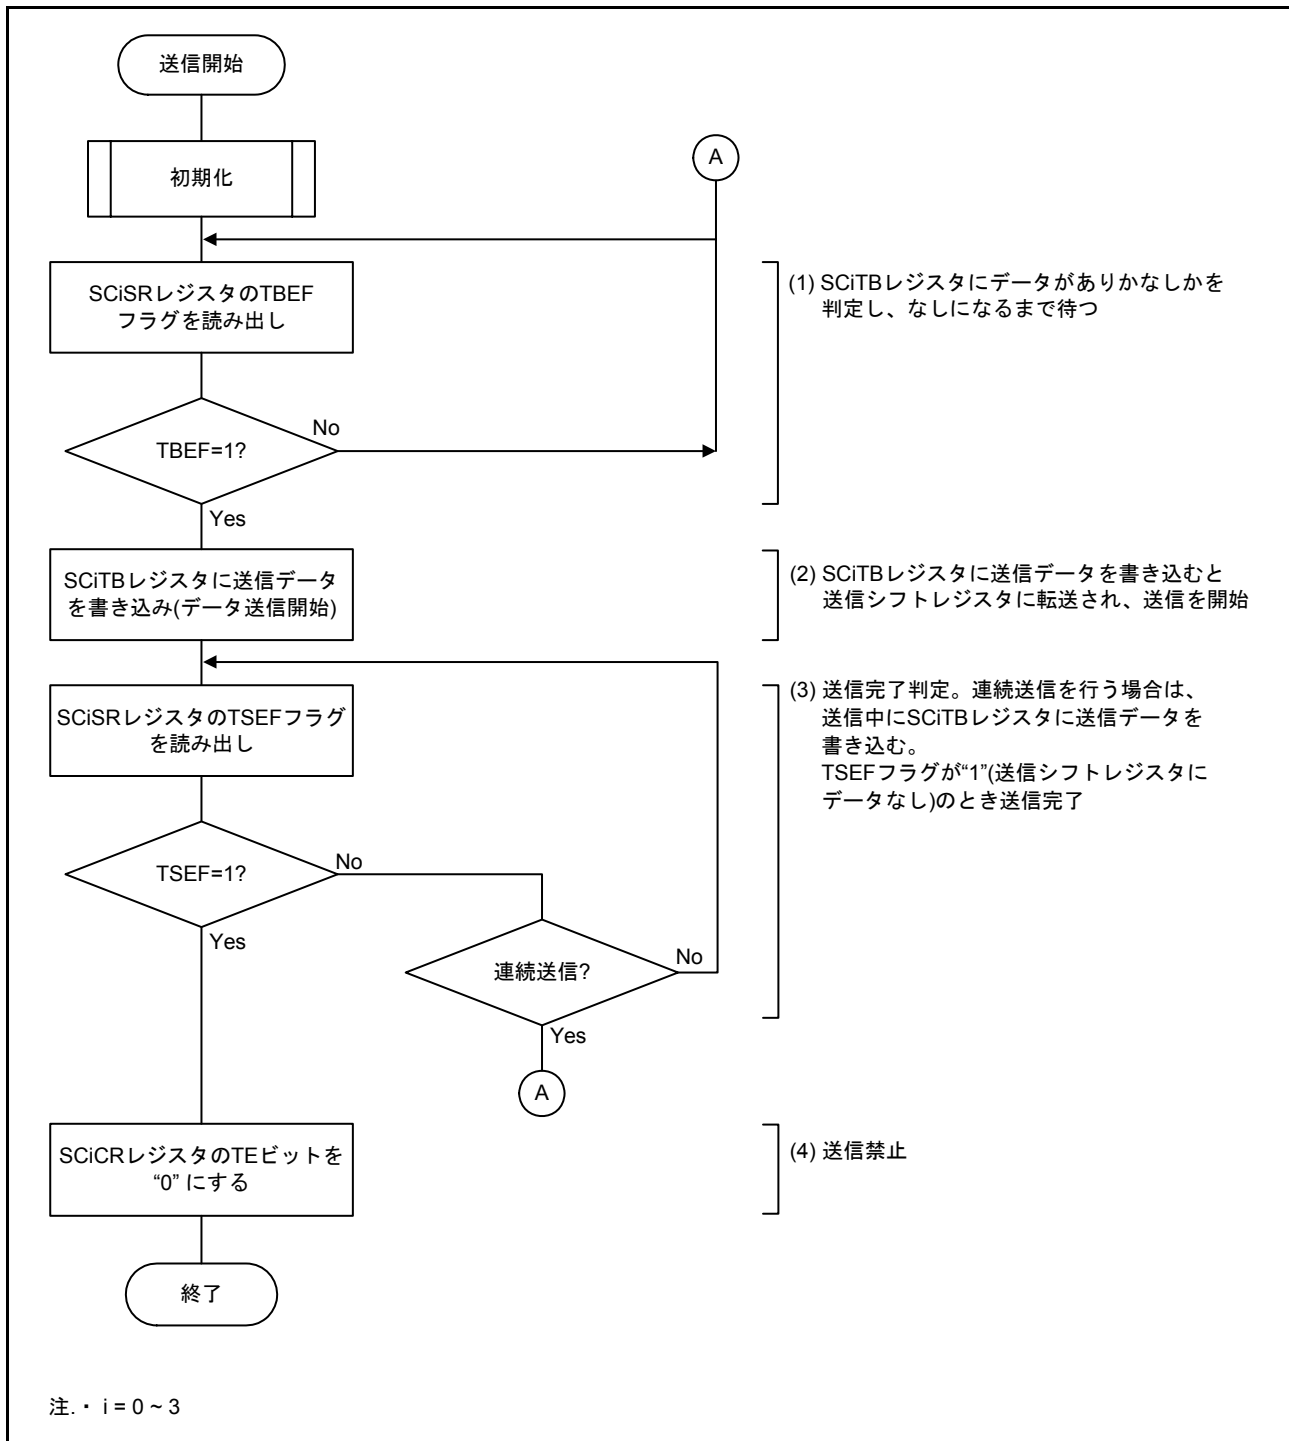 送信開始
初期化
A
SCiSRレジスタのTBEF
フラグを読み出し
(1) SCiTBレジスタにデータがありかなしかを
判定し、なしになるまで待つ
TBEF=1?
No
Yes
SCiTBレジスタに送信データ
を書き込み(データ送信開始)
(2) SCiTBレジスタに送信データを書き込むと
送信シフトレジスタに転送され、送信を開始
SCiSRレジスタのTSEFフラグ
を読み出し
(3) 送信完了判定。連続送信を行う場合は、
送信中にSCiTBレジスタに送信データを
書き込む。
TSEFフラグが“1”(送信シフトレジスタに
データなし)のとき送信完了
TSEF=1?
No
Yes
連続送信?
No
Yes
A
SCiCRレジスタのTEビットを
“0” にする
(4) 送信禁止
終了
注.・ i = 0 ~ 3